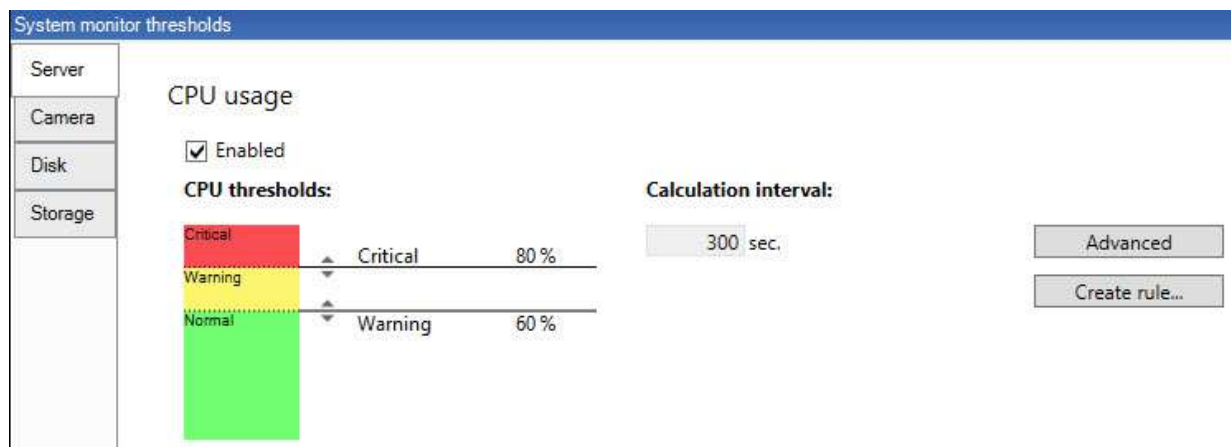 System monitor thresholds
Server
Camera
Disk
Storage
CPU usage
Enabled
CPU thresholds:
Critical
Warning
Normal
Critical 80 %
Warning 60 %
Calculation interval:
300 sec.
Advanced
Create rule...